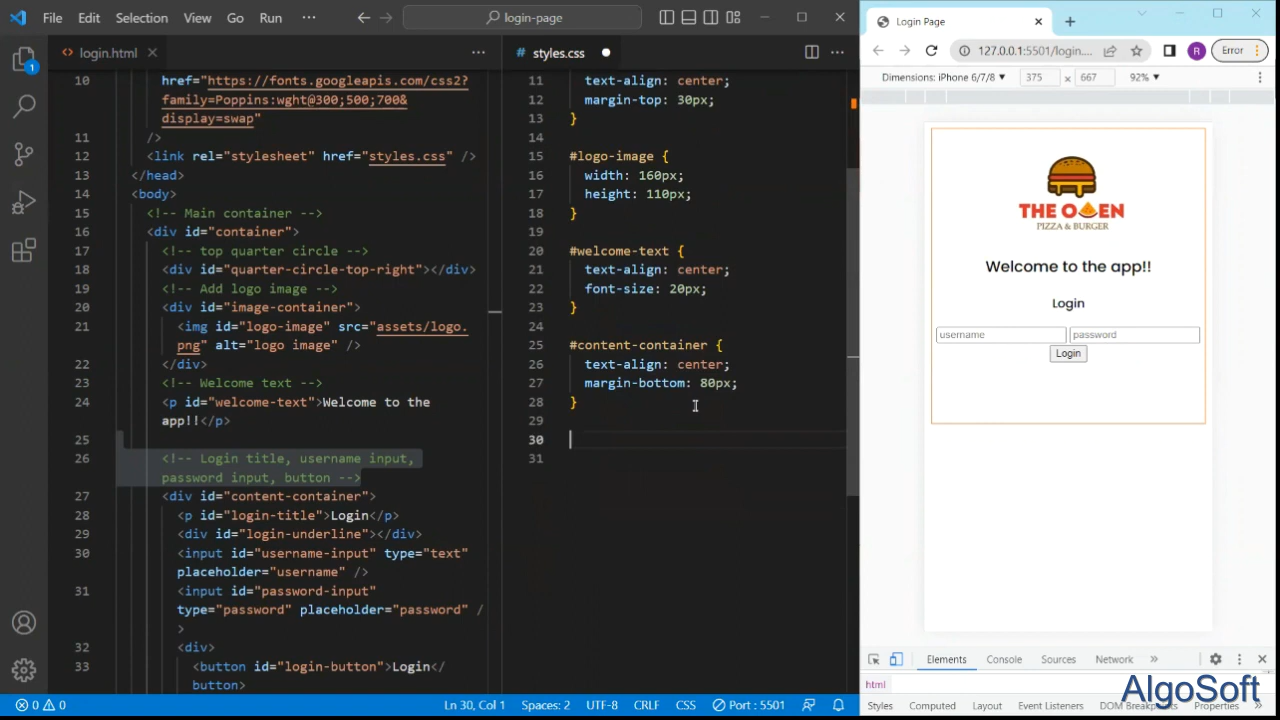 File Edit Selection View Go Run ··· login-page
login.html styles.css
10 href="https://fonts.googleapis.com/css2?
family=Poppins:wght@300;500;700&
display=swap"
11 />
12 <link rel="stylesheet" href="styles.css" />
13 </head>
14 <body>
15 <!-- Main container -->
16 <div id="container">
17 <!-- top quarter circle -->
18 <div id="quarter-circle-top-right"></div>
19 <!-- Add logo image -->
20 <div id="image-container">
21 <img id="logo-image" src="assets/logo.
png" alt="logo image" />
22 </div>
23 <!-- Welcome text -->
24 <p id="welcome-text">Welcome to the
app!!</p>
25
26 <!-- Login title, username input,
password input, button -->
27 <div id="content-container">
28 <p id="login-title">Login</p>
29 <div id="login-underline"></div>
30 <input id="username-input" type="text"
placeholder="username" />
31 <input id="password-input"
type="password" placeholder="password" /
>
32 <div>
33 <button id="login-button">Login</
button>
11 text-align: center;
12 margin-top: 30px;
13 }
14
15 #logo-image {
16 width: 160px;
17 height: 110px;
18 }
19
20 #welcome-text {
21 text-align: center;
22 font-size: 20px;
23 }
24
25 #content-container {
26 text-align: center;
27 margin-bottom: 80px;
28 }
29
30
31
1
0 0 Ln 30, Col 1 Spaces: 2 UTF-8 CRLF CSS Port : 5501
Login Page
127.0.0.1:5501/login.... R Error
Dimensions: iPhone 6/7/8 375 x 667 92%
THE OVEN
PIZZA & BURGER
Welcome to the app!!
Login
username password
Login
Elements Console Sources Network
html
Styles Computed Layout Event Listeners DOM Breakpoints Properties
AlgoSoft